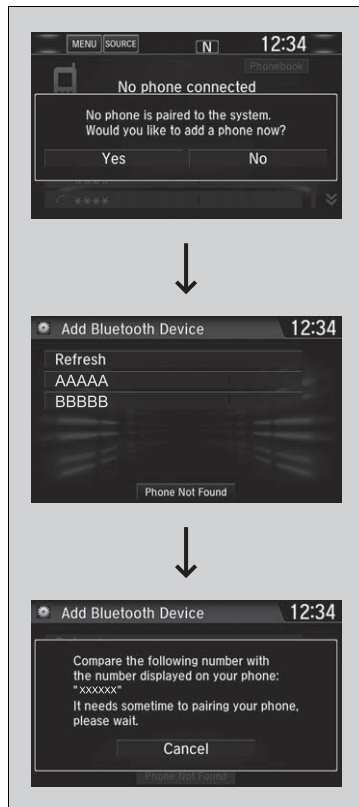 MENU SOURCE N 12:34
Phonebook
No phone connected
No phone is paired to the system.
Would you like to add a phone now?
Yes No
****
****
Add Bluetooth Device 12:34
Refresh
AAAAA
BBBBB
Phone Not Found
Add Bluetooth Device 12:34
Compare the following number with
the number displayed on your phone:
"xxxxxx"
It needs sometime to pairing your phone,
please wait.
Cancel
Phone Not Found